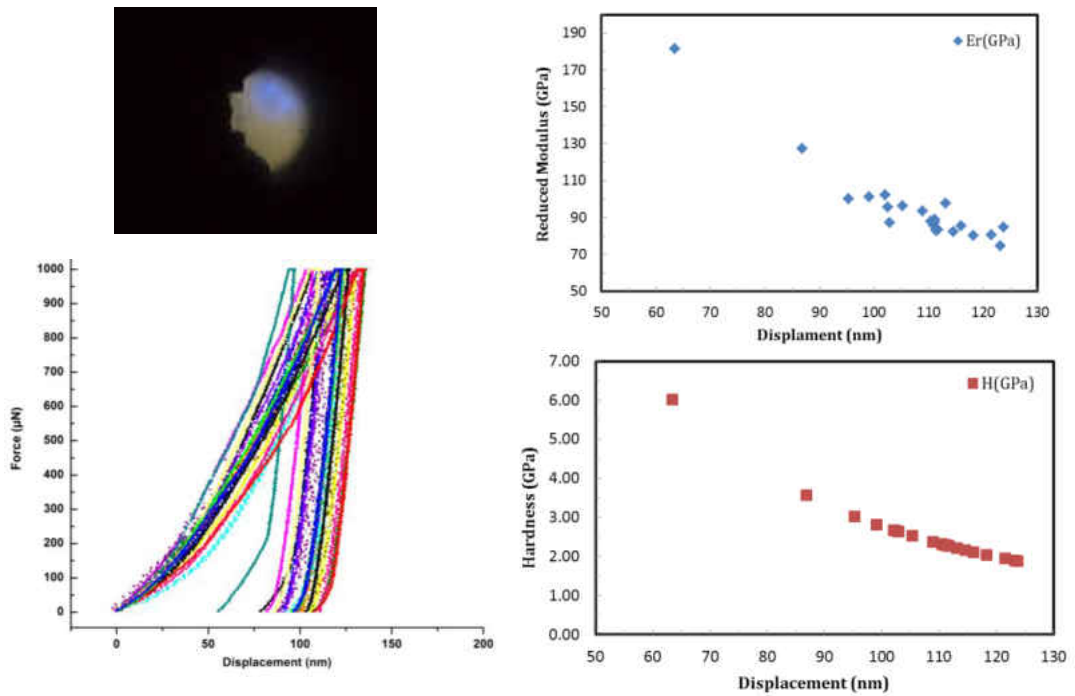 1000
900
800
700
600
500
400
300
200
100
0
Force (µN)
0 50 100 150 200
Displacement (nm)
190
170
150
130
110
90
70
50
Reduced Modulus (GPa)
Er(GPa)
50 60 70 80 90 100 110 120 130
Displament (nm)
7.00
6.00
5.00
4.00
3.00
2.00
1.00
0.00
Hardness (GPa)
H(GPa)
50 60 70 80 90 100 110 120 130
Displacement (nm)